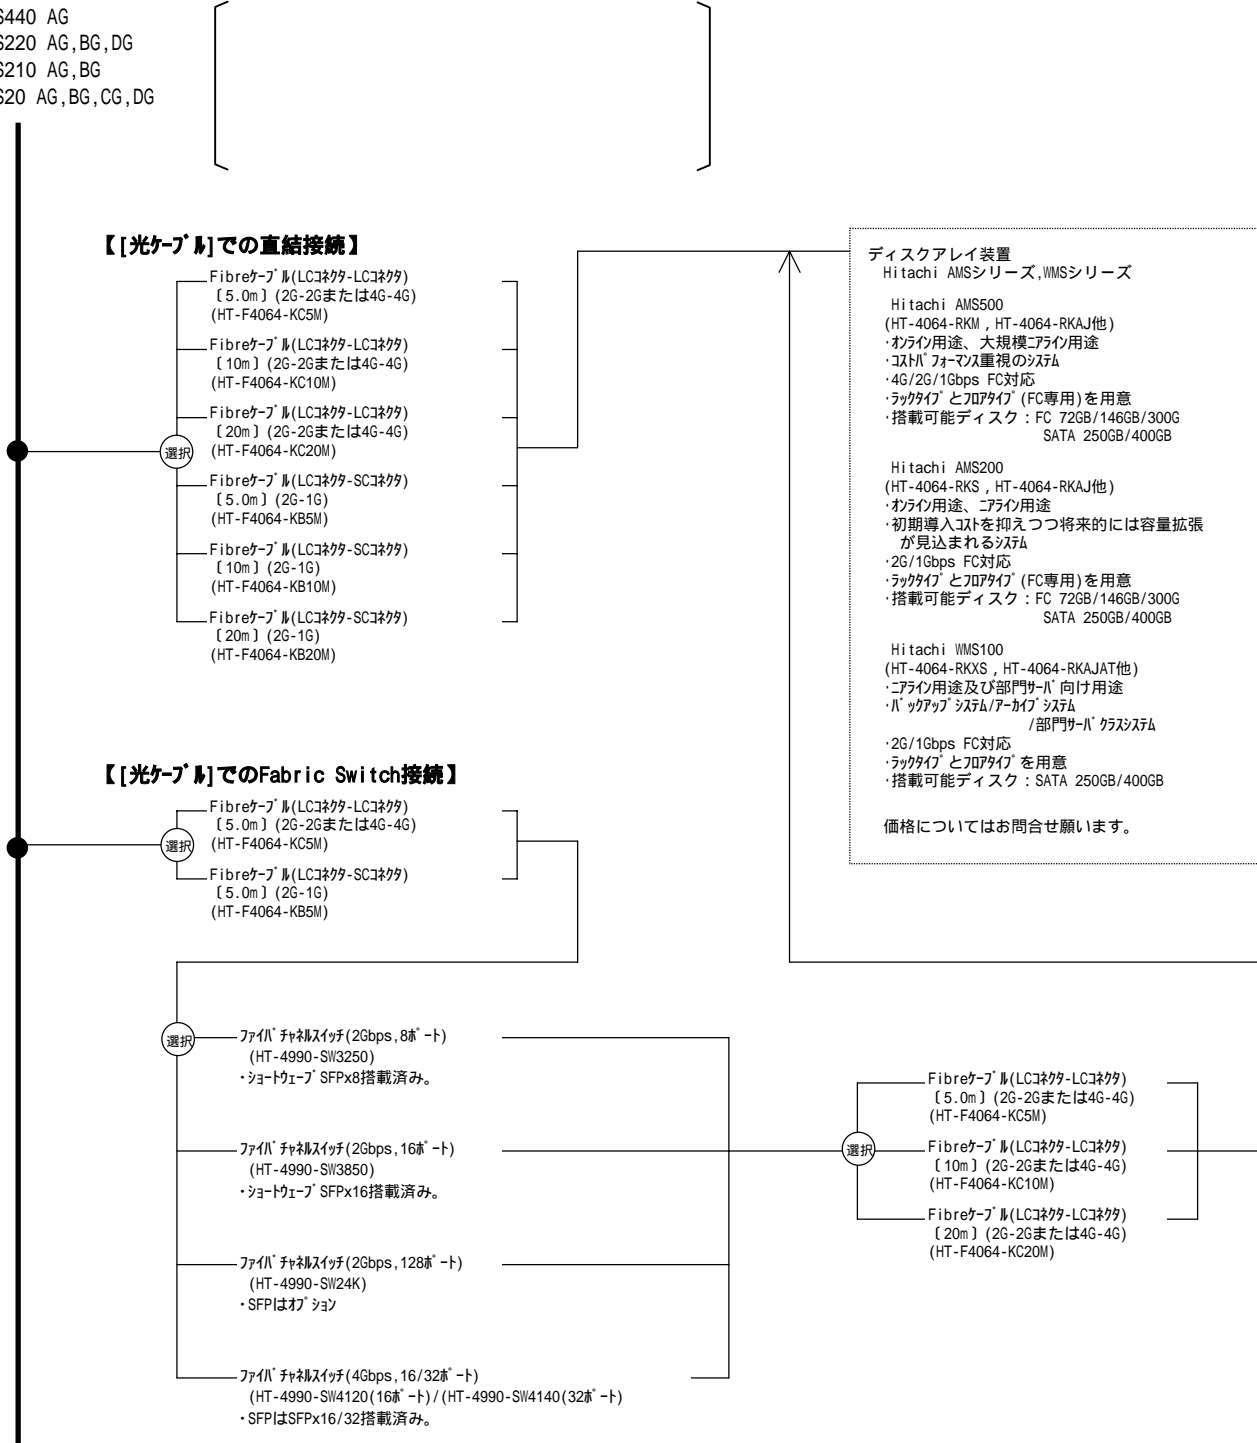 S440 AG
S220 AG,BG,DG
S210 AG,BG
S20 AG,BG,CG,DG
【[光ｹｰﾌﾞﾙ]での直結接続】
Fibreｹｰﾌﾞﾙ(LCｺﾈｸﾀ-LCｺﾈｸﾀ)
〔5.0m〕(2G-2Gまたは4G-4G)
(HT-F4064-KC5M)
Fibreｹｰﾌﾞﾙ(LCｺﾈｸﾀ-LCｺﾈｸﾀ)
〔10m〕(2G-2Gまたは4G-4G)
(HT-F4064-KC10M)
Fibreｹｰﾌﾞﾙ(LCｺﾈｸﾀ-LCｺﾈｸﾀ)
〔20m〕(2G-2Gまたは4G-4G)
(HT-F4064-KC20M)
選択
Fibreｹｰﾌﾞﾙ(LCｺﾈｸﾀ-SCｺﾈｸﾀ)
〔5.0m〕(2G-1G)
(HT-F4064-KB5M)
Fibreｹｰﾌﾞﾙ(LCｺﾈｸﾀ-SCｺﾈｸﾀ)
〔10m〕(2G-1G)
(HT-F4064-KB10M)
Fibreｹｰﾌﾞﾙ(LCｺﾈｸﾀ-SCｺﾈｸﾀ)
〔20m〕(2G-1G)
(HT-F4064-KB20M)
ディスクアレイ装置
Hitachi AMSシリーズ,WMSシリーズ
Hitachi AMS500
(HT-4064-RKM，HT-4064-RKAJ他)
･ｵﾝﾗｲﾝ用途、大規模ﾆｱﾗｲﾝ用途
･ｺｽﾄﾊﾟﾌｫｰﾏﾝｽ重視のｼｽﾃﾑ
･4G/2G/1Gbps FC対応
･ﾗｯｸﾀｲﾌﾟとﾌﾛｱﾀｲﾌﾟ(FC専用)を用意
･搭載可能ディスク：FC 72GB/146GB/300G
SATA 250GB/400GB
Hitachi AMS200
(HT-4064-RKS，HT-4064-RKAJ他)
･ｵﾝﾗｲﾝ用途、ﾆｱﾗｲﾝ用途
･初期導入ｺｽﾄを抑えつつ将来的には容量拡張
が見込まれるｼｽﾃﾑ
･2G/1Gbps FC対応
･ﾗｯｸﾀｲﾌﾟとﾌﾛｱﾀｲﾌﾟ(FC専用)を用意
･搭載可能ディスク：FC 72GB/146GB/300G
SATA 250GB/400GB
Hitachi WMS100
(HT-4064-RKXS，HT-4064-RKAJAT他)
･ﾆｱﾗｲﾝ用途及び部門ｻｰﾊﾞ向け用途
･ﾊﾞｯｸｱｯﾌﾟｼｽﾃﾑ/ｱｰｶｲﾌﾞｼｽﾃﾑ
/部門ｻｰﾊﾞｸﾗｽｼｽﾃﾑ
･2G/1Gbps FC対応
･ﾗｯｸﾀｲﾌﾟとﾌﾛｱﾀｲﾌﾟを用意
･搭載可能ディスク：SATA 250GB/400GB
価格についてはお問合せ願います。
【[光ｹｰﾌﾞﾙ]でのFabric Switch接続】
Fibreｹｰﾌﾞﾙ(LCｺﾈｸﾀ-LCｺﾈｸﾀ)
〔5.0m〕(2G-2Gまたは4G-4G)
(HT-F4064-KC5M)
選択
Fibreｹｰﾌﾞﾙ(LCｺﾈｸﾀ-SCｺﾈｸﾀ)
〔5.0m〕(2G-1G)
(HT-F4064-KB5M)
選択
ﾌｧｲﾊﾞﾁｬﾈﾙｽｲｯﾁ(2Gbps,8ﾎﾟｰﾄ)
(HT-4990-SW3250)
･ｼｮｰﾄｳｪｰﾌﾞSFPx8搭載済み。
ﾌｧｲﾊﾞﾁｬﾈﾙｽｲｯﾁ(2Gbps,16ﾎﾟｰﾄ)
(HT-4990-SW3850)
･ｼｮｰﾄｳｪｰﾌﾞSFPx16搭載済み。
ﾌｧｲﾊﾞﾁｬﾈﾙｽｲｯﾁ(2Gbps,128ﾎﾟｰﾄ)
(HT-4990-SW24K)
･SFPはｵﾌﾟｼｮﾝ
ﾌｧｲﾊﾞﾁｬﾈﾙｽｲｯﾁ(4Gbps,16/32ﾎﾟｰﾄ)
(HT-4990-SW4120(16ﾎﾟｰﾄ)/(HT-4990-SW4140(32ﾎﾟｰﾄ)
･SFPはSFPx16/32搭載済み。
Fibreｹｰﾌﾞﾙ(LCｺﾈｸﾀ-LCｺﾈｸﾀ)
〔5.0m〕(2G-2Gまたは4G-4G)
(HT-F4064-KC5M)
選択
Fibreｹｰﾌﾞﾙ(LCｺﾈｸﾀ-LCｺﾈｸﾀ)
〔10m〕(2G-2Gまたは4G-4G)
(HT-F4064-KC10M)
Fibreｹｰﾌﾞﾙ(LCｺﾈｸﾀ-LCｺﾈｸﾀ)
〔20m〕(2G-2Gまたは4G-4G)
(HT-F4064-KC20M)